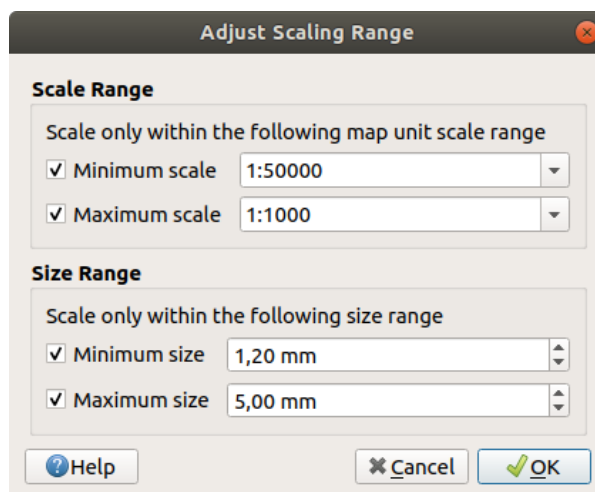 Adjust Scaling Range
Scale Range
Scale only within the following map unit scale range
Minimum scale 1:50000
Maximum scale 1:1000
Size Range
Scale only within the following size range
Minimum size 1,20 mm
Maximum size 5,00 mm
Help Cancel OK